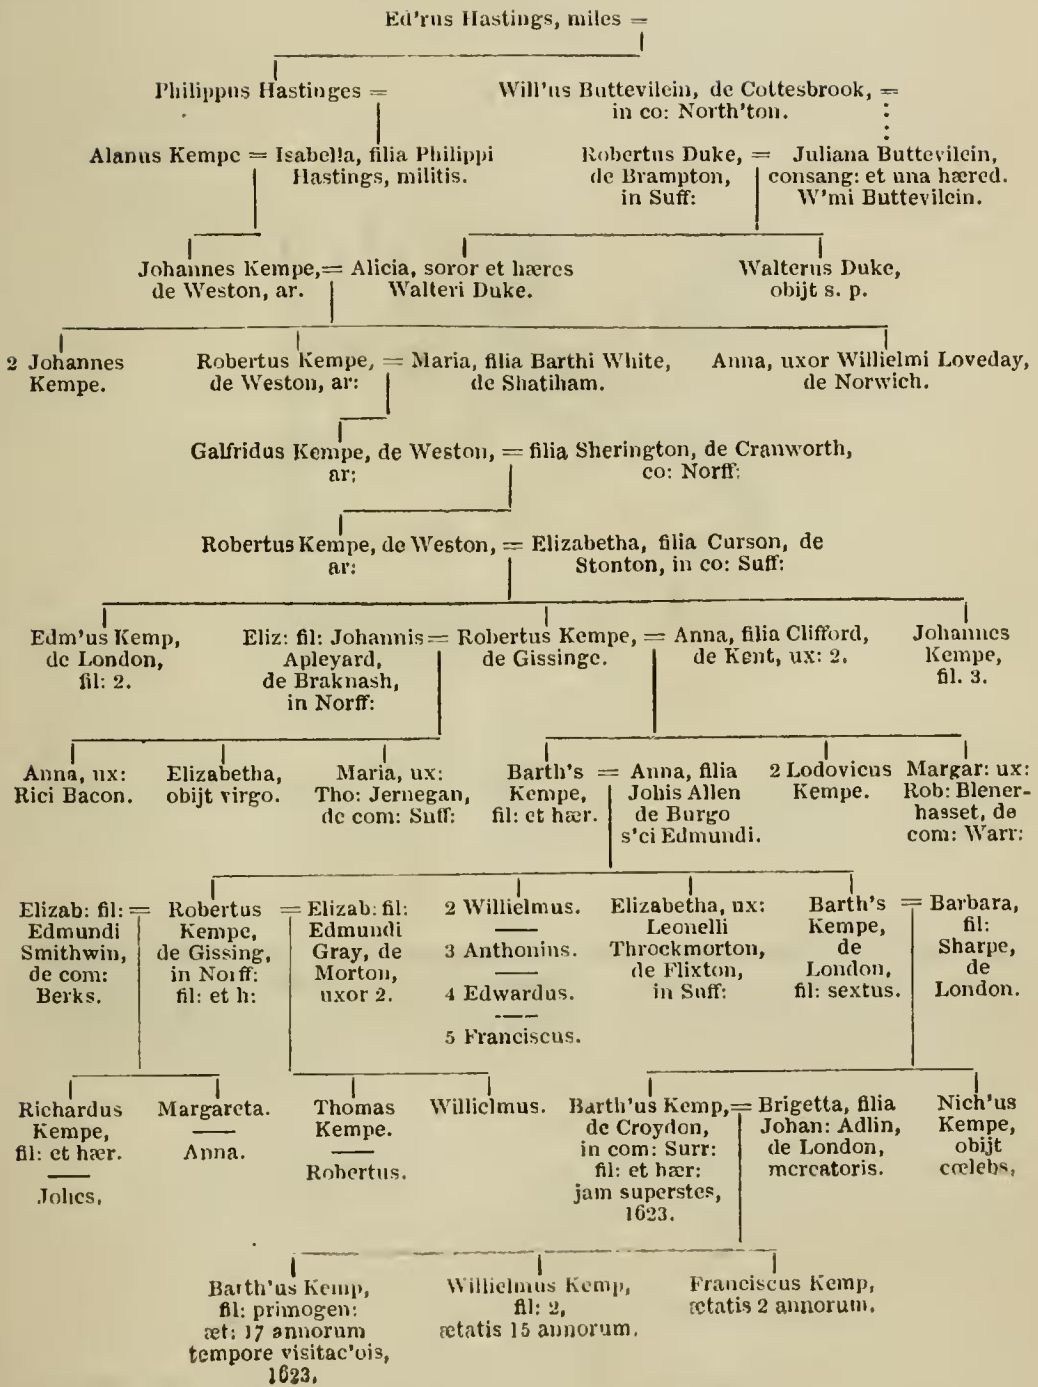 Ed'rus Hastings, miles =
Philippus Hastinges =
Will'us Buttevilein, de Cottesbrook, =
in co: North'ton.
Alanus Kempe = Isabella, filia Philippi
Hastings, militis.
Robertus Duke, =
de Brampton,
in Suff:
Juliana Buttevilein,
consang: et una hæred.
W'mi Buttevilein.
Johannes Kempe, =
de Weston, ar.
Alicia, soror et hæres
Walteri Duke.
Walterus Duke,
obijt s. p.
2 Johannes
Kempe.
Robertus Kempe, =
de Weston, ar:
Maria, filia Barthi White,
de Shatiham.
Anna, uxor Willielmi Loveday,
de Norwich.
Galfridus Kempe, de Weston, =
ar:
filia Sherington, de Cranworth,
co: Norff:
Robertus Kempe, de Weston, =
ar:
Elizabetha, filia Curson, de
Stonton, in co: Suff:
Edm'us Kemp,
de London,
fil: 2.
Eliz: fil: Johannis =
Apleyard,
de Braknash,
in Norff:
Robertus Kempe, =
de Gissinge.
Anna, filia Clifford,
de Kent, ux: 2.
Johannes
Kempe,
fil. 3.
Anna, ux:
Rici Bacon.
Elizabetha,
obijt virgo.
Maria, ux:
Tho: Jernegan,
de com: Suff:
Barth's =
Kempe,
fil: et hær.
Anna, filia
Johis Allen
de Burgo
s'ci Edmundi.
2 Lodovicus
Kempe.
Margar: ux:
Rob: Blener-
hasset, de
com: Warr:
Elizab: fil: =
Edmundi
Smithwin,
de com:
Berks.
Robertus =
Kempe,
de Gissing,
in Norff:
fil: et h:
Elizab: fil:
Edmundi
Gray, de
Morton,
uxor 2.
2 Willielmus.
3 Anthonius.
4 Edwardus.
5 Franciscus.
Elizabetha, ux:
Leonelli
Throckmorton,
de Flixton,
in Suff:
Barth's =
Kempe,
de
London,
fil: sextus.
Barbara,
fil:
Sharpe,
de
London.
Richardus
Kempe,
fil: et hær.
Johes.
Margareta.
Anna.
Thomas
Kempe.
Robertus.
Willielmus.
Barth'us Kemp, =
de Croydon,
in com: Surr:
fil: et hær:
jam superstes,
1623.
Brigetta, filia
Johan: Adlin,
de London,
mercatoris.
Nich'us
Kempe,
obijt
cœlebs.
Barth'us Kemp,
fil: primogen:
æt: 17 annorum
tempore visitac'ois,
1623.
Willielmus Kemp,
fil: 2,
ætatis 15 annorum.
Franciscus Kemp,
ætatis 2 annorum.